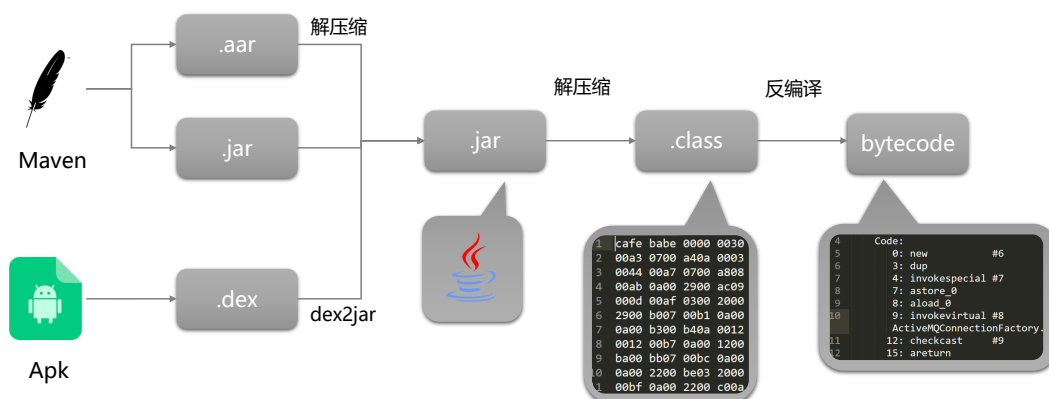 .aar
解压缩
Maven
.jar
.jar
解压缩
.class
反编译
bytecode
Apk
.dex
dex2jar
1 cafe babe 0000 0030
2 00a3 0700 a40a 0003
3 0044 00a7 0700 a808
4 00ab 0a00 2900 ac09
5 000d 00af 0300 2000
6 2900 b007 00b1 0a00
7 0a00 b300 b40a 0012
8 0012 00b7 0a00 1200
9 ba00 bb07 00bc 0a00
10 0a00 2200 be03 2000
11 00bf 0a00 2200 c00a
4 Code:
5 0: new #6
6 3: dup
7 4: invokespecial #7
8 7: astore_0
9 8: aload_0
10 9: invokevirtual #8
ActiveMQConnectionFactory.
11 12: checkcast #9
12 15: areturn